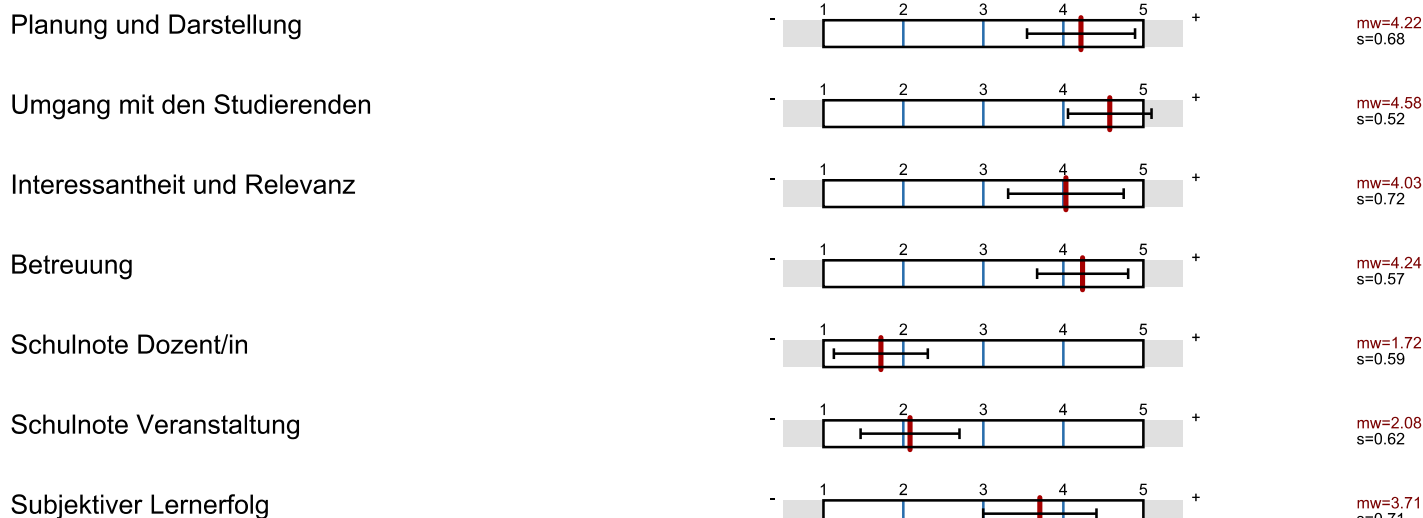 Planung und Darstellung
- 1 2 3 4 5 +
mw=4.22
s=0.68
Umgang mit den Studierenden
- 1 2 3 4 5 +
mw=4.58
s=0.52
Interessantheit und Relevanz
- 1 2 3 4 5 +
mw=4.03
s=0.72
Betreuung
- 1 2 3 4 5 +
mw=4.24
s=0.57
Schulnote Dozent/in
- 1 2 3 4 5 +
mw=1.72
s=0.59
Schulnote Veranstaltung
- 1 2 3 4 5 +
mw=2.08
s=0.62
Subjektiver Lernerfolg
- 1 2 3 4 5 +
mw=3.71
s=0.71